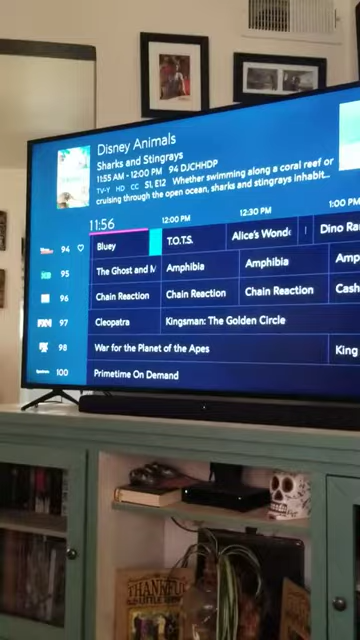 Disney Animals
Sharks and Stingrays
11:55 AM - 12:00 PM 94 DJCHHDP
TV-Y HD CC S1, E12 Whether swimming along a coral reef or
cruising through the open ocean, sharks and stingrays inhabit...
11:56 12:00 PM 12:30 PM 1:00 PM
94 Bluey T.O.T.S. Alice's Wonde Dino Ra
95 The Ghost and M Amphibia Amphibia Amp
96 Chain Reaction Chain Reaction Chain Reaction Cash
97 Cleopatra Kingsman: The Golden Circle
98 War for the Planet of the Apes King
100 Primetime On Demand
THANKFUL
LITTLE